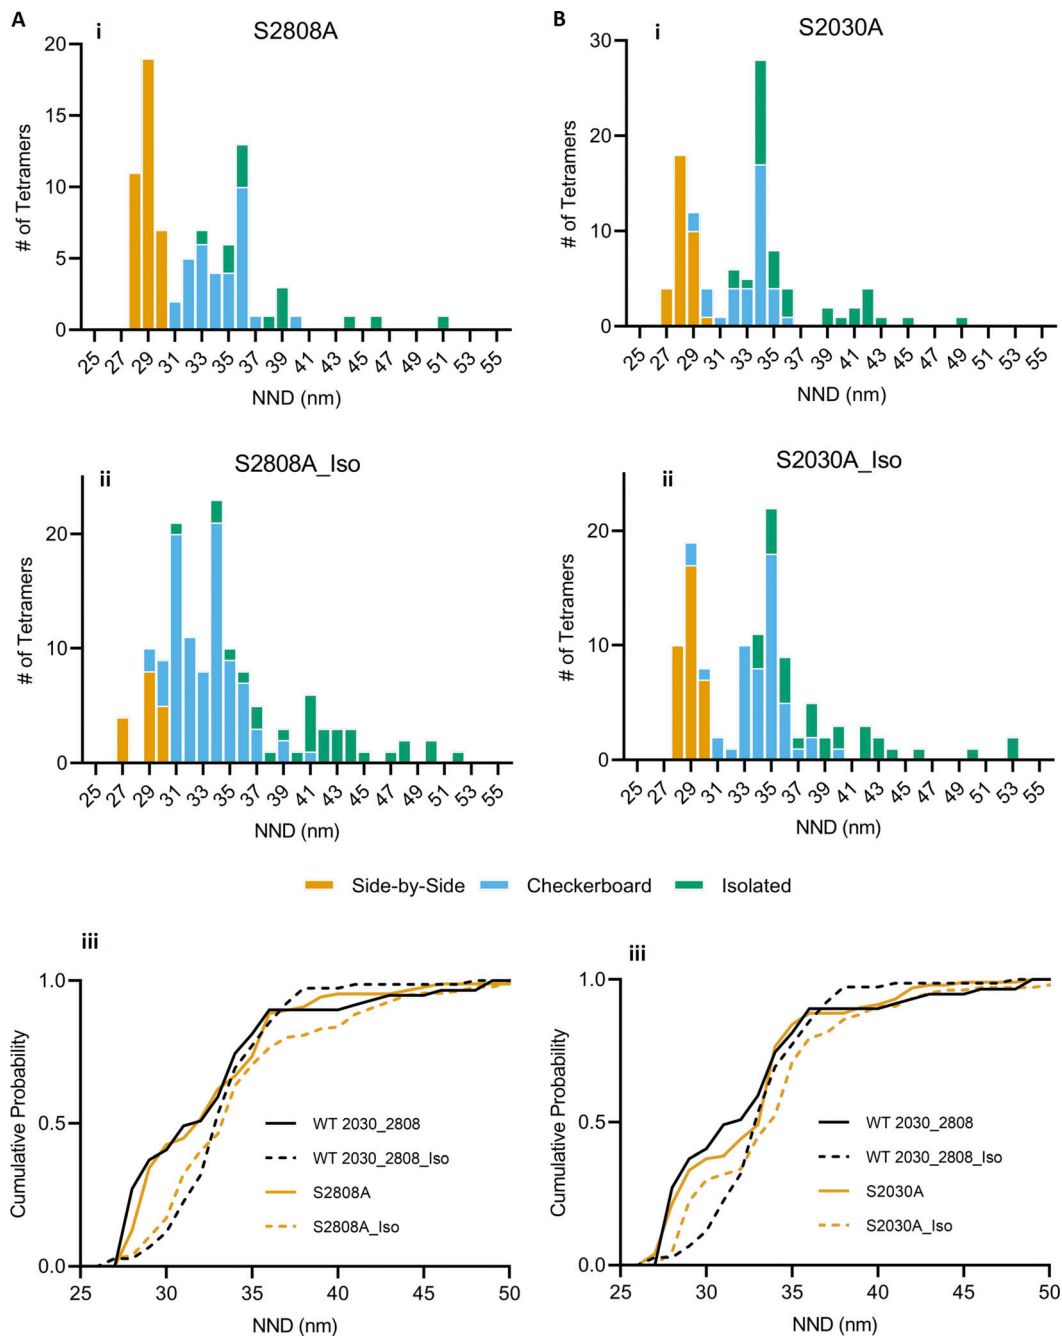 A
i
S2808A
# of Tetramers
20
15
10
5
0
25 27 29 31 33 35 37 39 41 43 45 47 49 51 53 55
NND (nm)
B
i
S2030A
# of Tetramers
30
20
10
0
25 27 29 31 33 35 37 39 41 43 45 47 49 51 53 55
NND (nm)
ii
S2808A_Iso
# of Tetramers
20
10
0
25 27 29 31 33 35 37 39 41 43 45 47 49 51 53 55
NND (nm)
ii
S2030A_Iso
# of Tetramers
20
10
0
25 27 29 31 33 35 37 39 41 43 45 47 49 51 53 55
NND (nm)
Side-by-Side Checkerboard Isolated
iii
Cumulative Probability
1.0
0.5
0.0
WT 2030_2808
WT 2030_2808_Iso
S2808A
S2808A_Iso
25 30 35 40 45 50
NND (nm)
iii
Cumulative Probability
1.0
0.5
0.0
WT 2030_2808
WT 2030_2808_Iso
S2030A
S2030A_Iso
25 30 35 40 45 50
NND (nm)